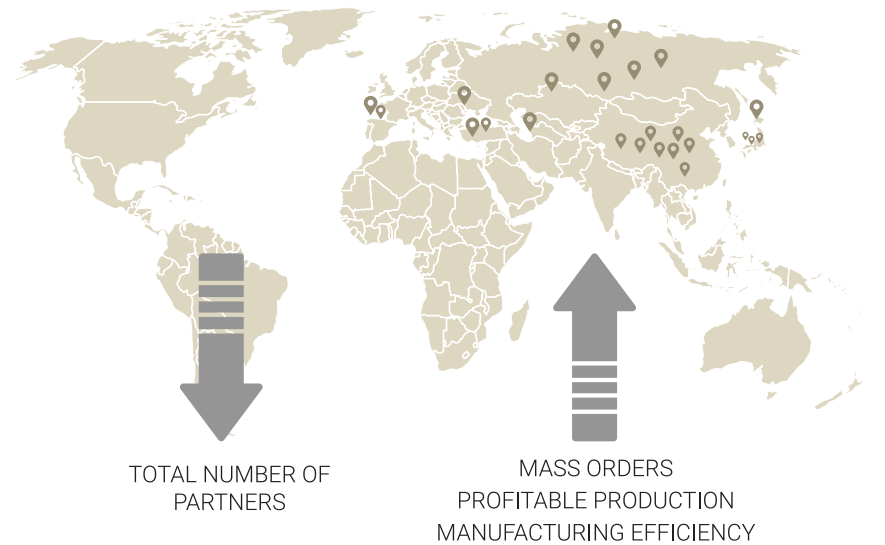 TOTAL NUMBER OF
PARTNERS
MASS ORDERS
PROFITABLE PRODUCTION
MANUFACTURING EFFICIENCY